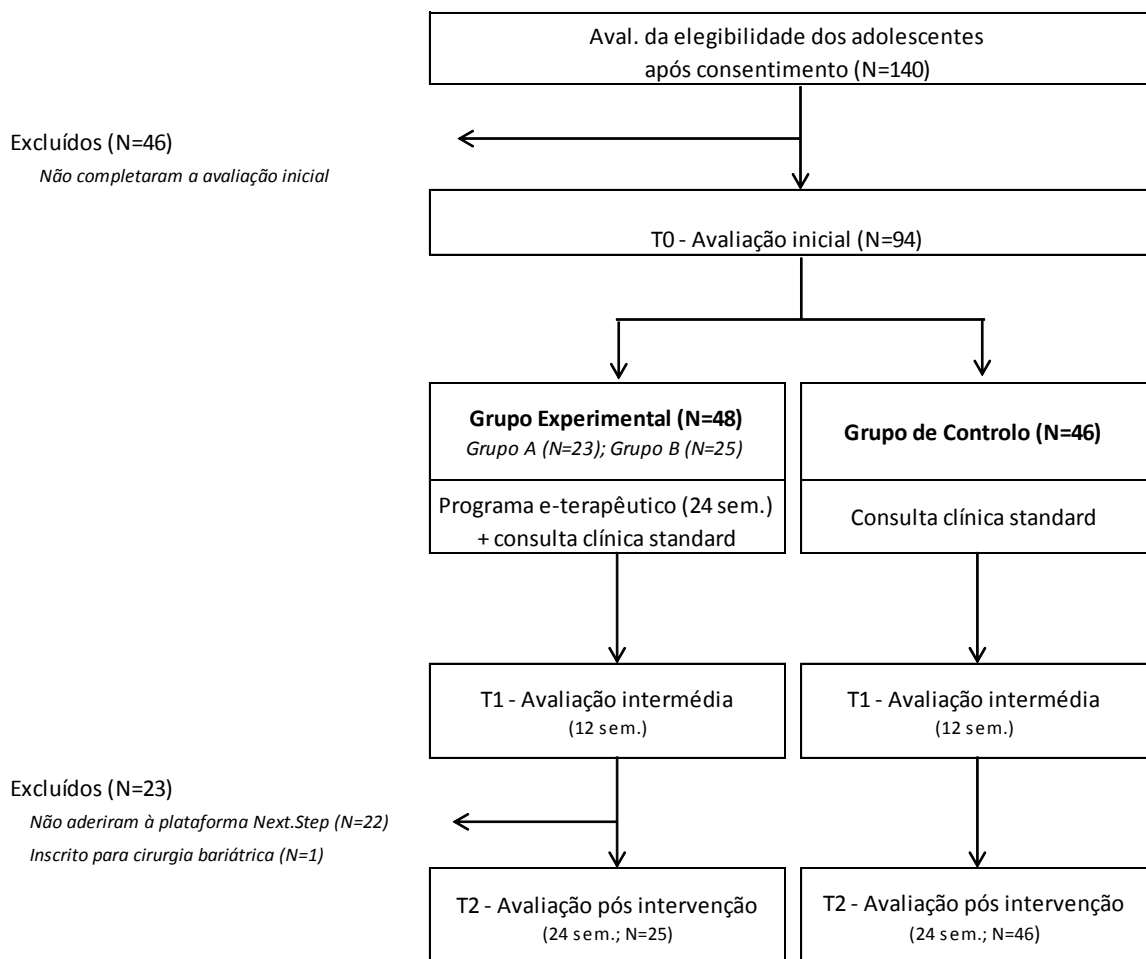 Aval. da elegibilidade dos adolescentes
após consentimento (N=140)
Excluídos (N=46)
Não completaram a avaliação inicial
T0 - Avaliação inicial (N=94)
Grupo Experimental (N=48)
Grupo A (N=23); Grupo B (N=25)
Programa e-terapêutico (24 sem.)
+ consulta clínica standard
Grupo de Controlo (N=46)
Consulta clínica standard
T1 - Avaliação intermédia
(12 sem.)
T1 - Avaliação intermédia
(12 sem.)
Excluídos (N=23)
Não aderiram à plataforma Next.Step (N=22)
Inscrito para cirurgia bariátrica (N=1)
T2 - Avaliação pós intervenção
(24 sem.; N=25)
T2 - Avaliação pós intervenção
(24 sem.; N=46)